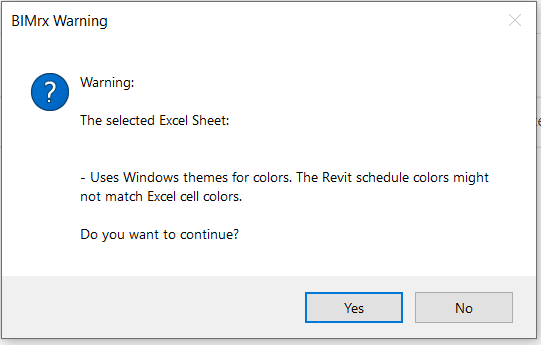 BIMrx Warning
Warning:
The selected Excel Sheet:
- Uses Windows themes for colors. The Revit schedule colors might
not match Excel cell colors.
Do you want to continue?
Yes
No